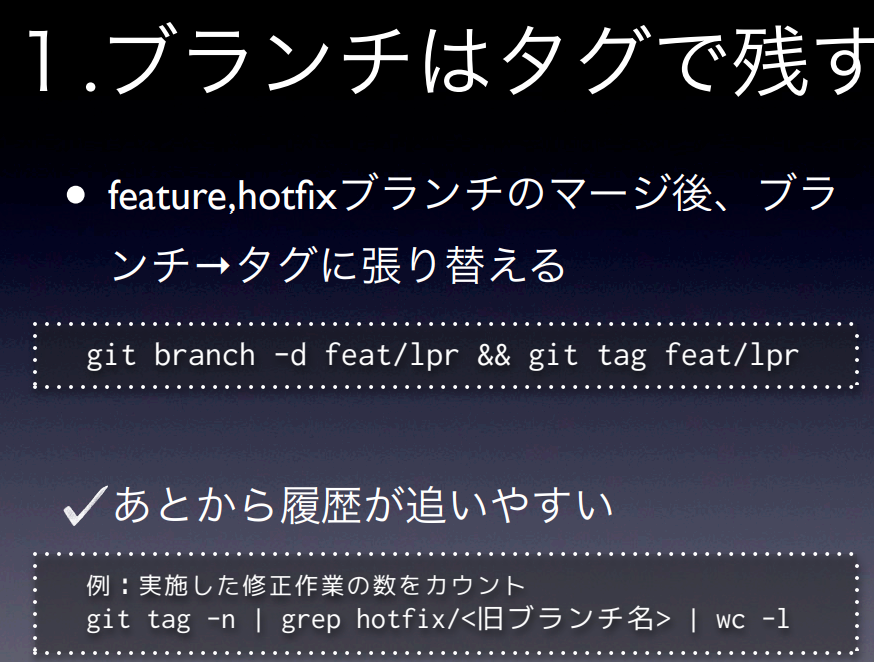 1.ブランチはタグで残す
• feature,hotfixブランチのマージ後、ブラ
ンチ→タグに張り替える
git branch -d feat/lpr && git tag feat/lpr
✓あとから履歴が追いやすい
例：実施した修正作業の数をカウント
git tag -n | grep hotfix/<旧ブランチ名> | wc -l